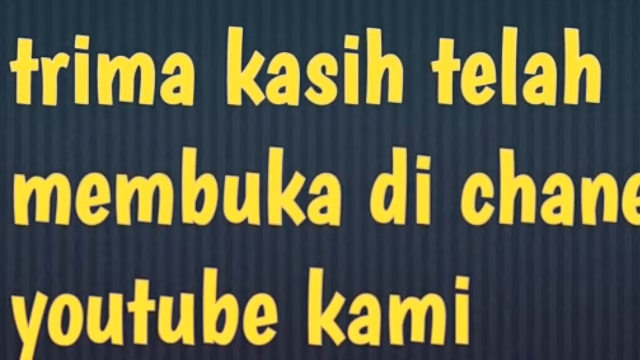 trima kasih telah
membuka di chane
youtube kami